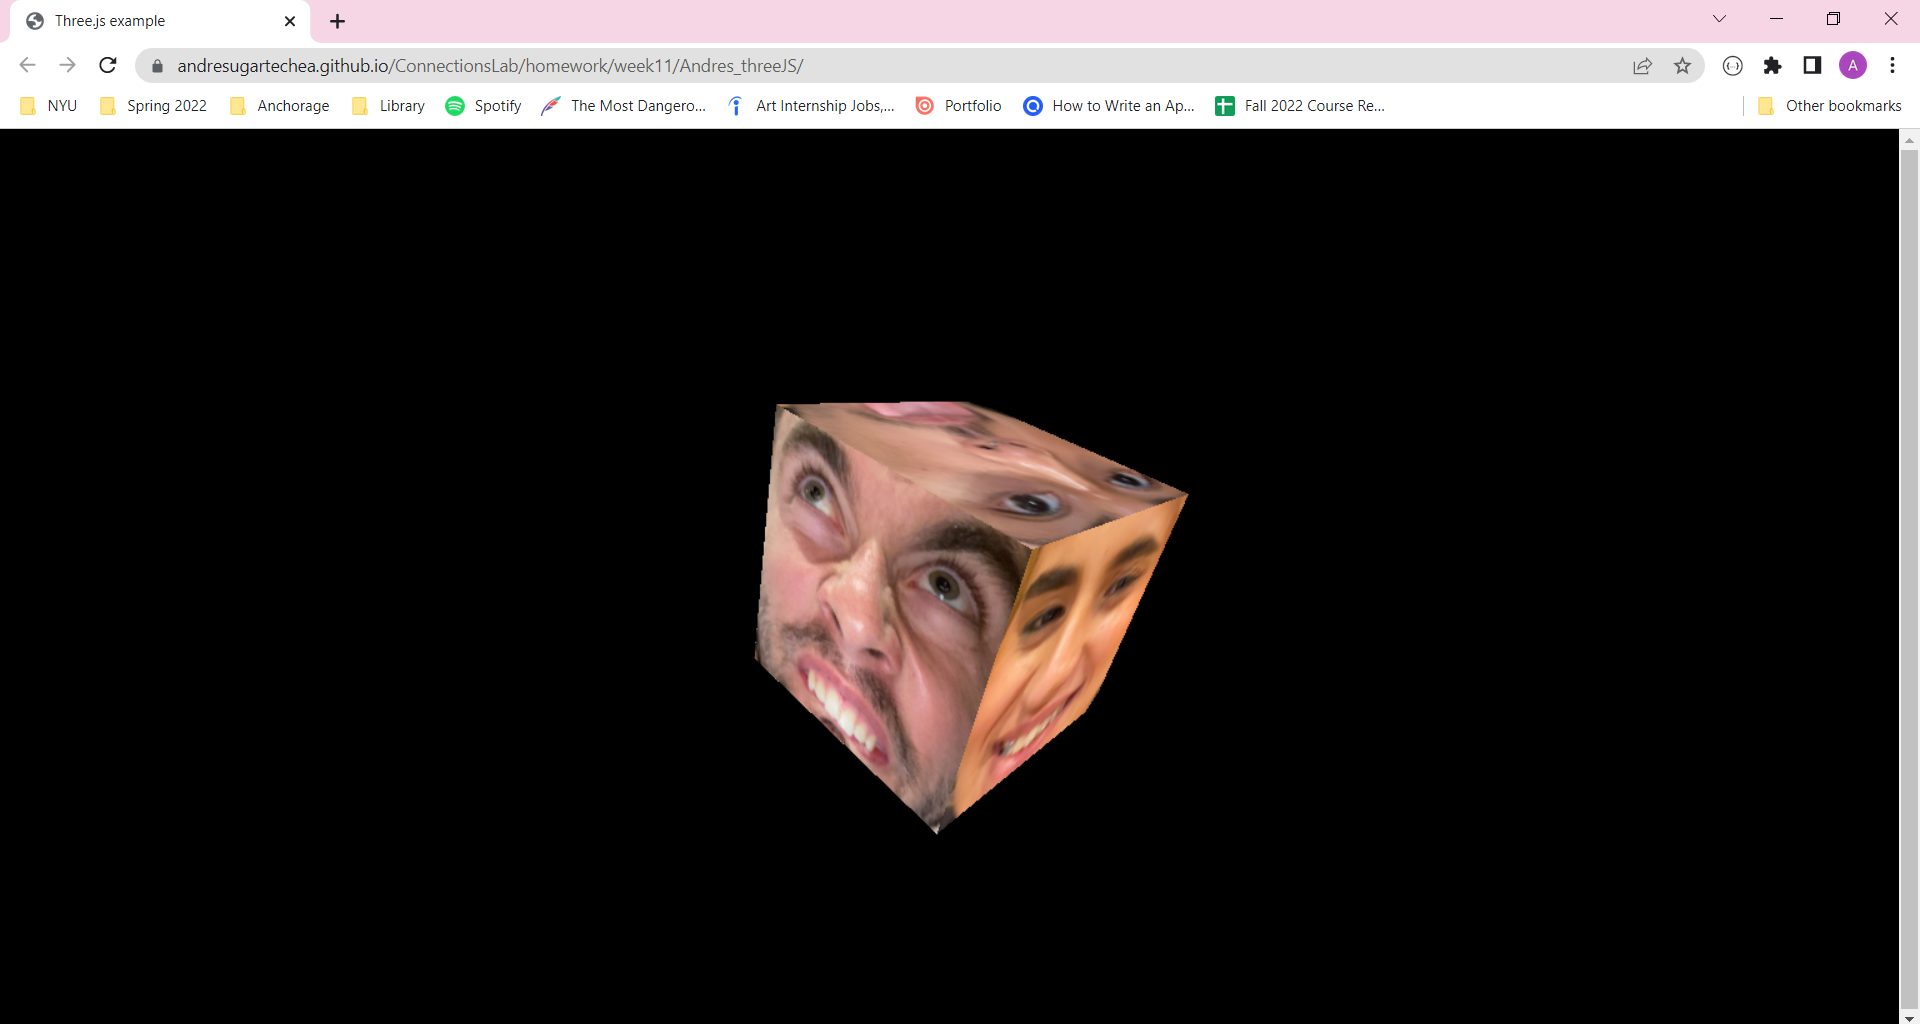 Three.js example
andresugartechea.github.io/ConnectionsLab/homework/week11/Andres_threeJS/
A
NYU Spring 2022 Anchorage Library Spotify The Most Dangero... Art Internship Jobs,... Portfolio How to Write an Ap... Fall 2022 Course Re... Other bookmarks